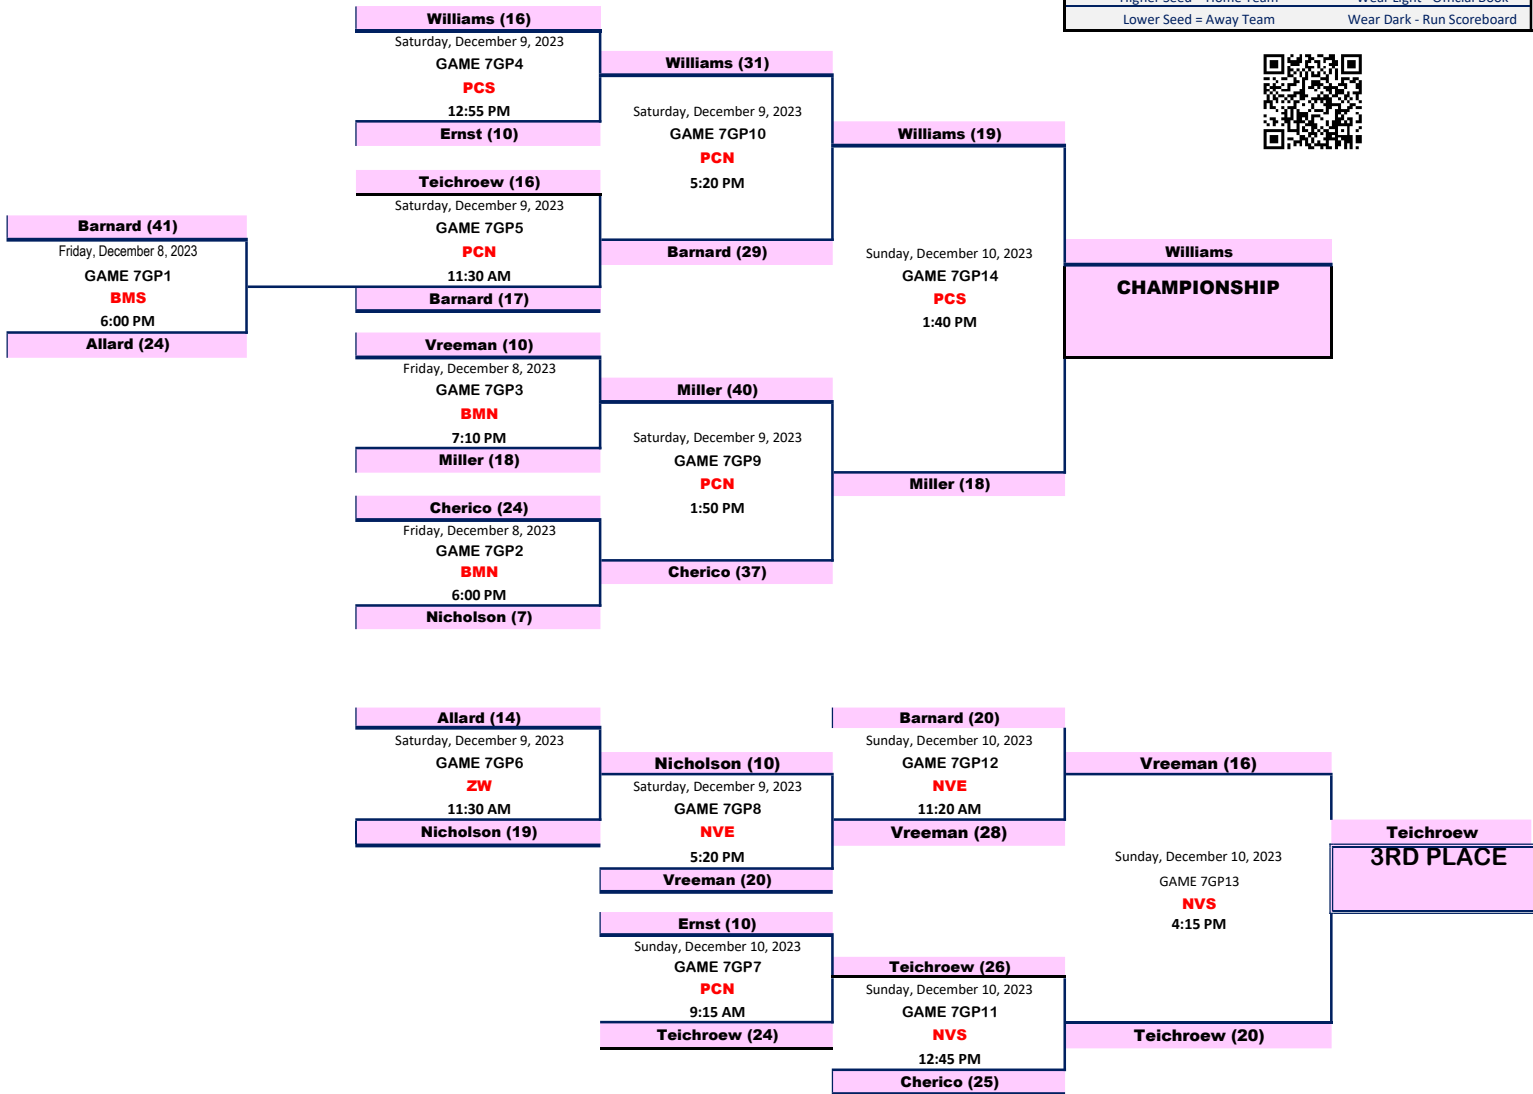 Higher Seed = Home Team Wear Light - Official Book
Lower Seed = Away Team Wear Dark - Run Scoreboard
Williams (16)
Saturday, December 9, 2023
GAME 7GP4
PCS
12:55 PM
Ernst (10)
Williams (31)
Saturday, December 9, 2023
GAME 7GP10
PCN
5:20 PM
Barnard (29)
Williams (19)
Teichroew (16)
Saturday, December 9, 2023
GAME 7GP5
PCN
11:30 AM
Barnard (17)
Barnard (41)
Friday, December 8, 2023
GAME 7GP1
BMS
6:00 PM
Allard (24)
Sunday, December 10, 2023
GAME 7GP14
PCS
1:40 PM
Williams
CHAMPIONSHIP
Vreeman (10)
Friday, December 8, 2023
GAME 7GP3
BMN
7:10 PM
Miller (18)
Miller (40)
Saturday, December 9, 2023
GAME 7GP9
PCN
1:50 PM
Cherico (37)
Miller (18)
Cherico (24)
Friday, December 8, 2023
GAME 7GP2
BMN
6:00 PM
Nicholson (7)
Allard (14)
Saturday, December 9, 2023
GAME 7GP6
ZW
11:30 AM
Nicholson (19)
Nicholson (10)
Saturday, December 9, 2023
GAME 7GP8
NVE
5:20 PM
Vreeman (20)
Barnard (20)
Sunday, December 10, 2023
GAME 7GP12
NVE
11:20 AM
Vreeman (28)
Vreeman (16)
Sunday, December 10, 2023
GAME 7GP13
NVS
4:15 PM
Teichroew (20)
Teichroew
3RD PLACE
Ernst (10)
Sunday, December 10, 2023
GAME 7GP7
PCN
9:15 AM
Teichroew (24)
Teichroew (26)
Sunday, December 10, 2023
GAME 7GP11
NVS
12:45 PM
Cherico (25)